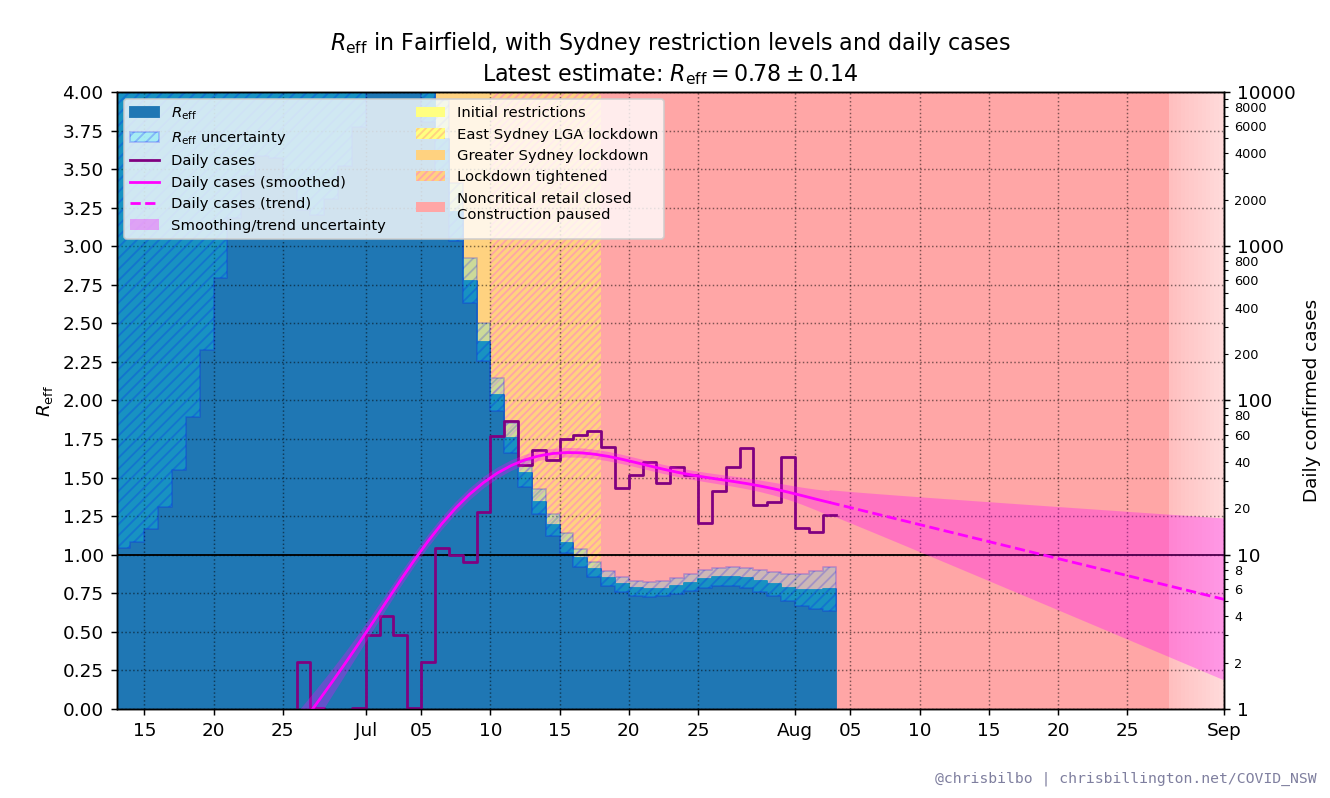 R_eff in Fairfield, with Sydney restriction levels and daily cases
Latest estimate: R_eff = 0.78 ± 0.14
R_eff
R_eff uncertainty
Daily cases
Daily cases (smoothed)
Daily cases (trend)
Smoothing/trend uncertainty
Initial restrictions
East Sydney LGA lockdown
Greater Sydney lockdown
Lockdown tightened
Noncritical retail closed
Construction paused
R_eff
4.00
3.75
3.50
3.25
3.00
2.75
2.50
2.25
2.00
1.75
1.50
1.25
1.00
0.75
0.50
0.25
0.00
10000
8000
6000
4000
2000
1000
800
600
400
200
100
80
60
40
20
10
8
6
4
2
1
Daily confirmed cases
15 20 25 Jul 05 10 15 20 25 Aug 05 10 15 20 25 Sep
@chrisbilbo | chrisbillington.net/COVID_NSW